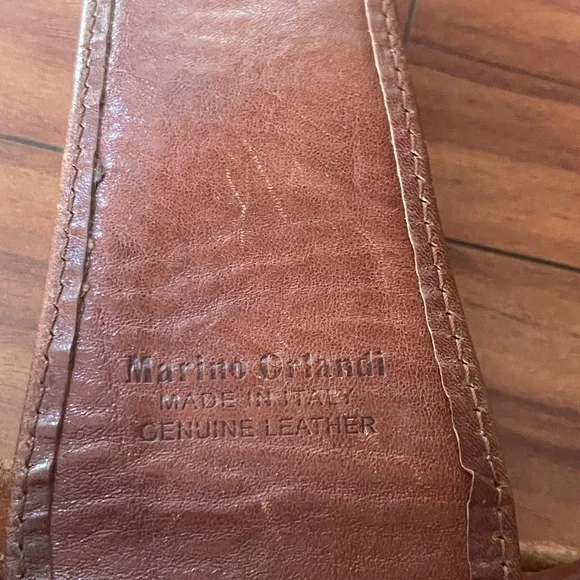 Marino Orlandi
MADE IN ITALY
GENUINE LEATHER